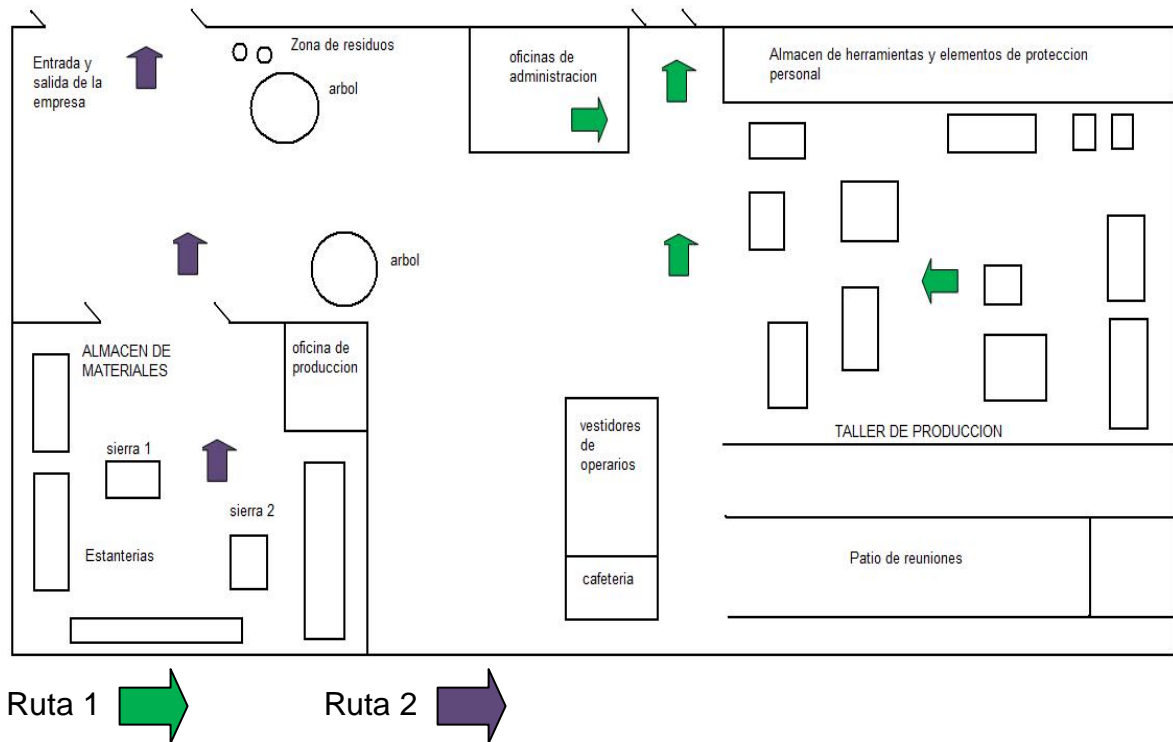 Entrada y
salida de la
empresa
Zona de residuos
arbol
oficinas de
administracion
Almacen de herramientas y elementos de proteccion
personal
arbol
ALMACEN DE
MATERIALES
oficina de
produccion
sierra 1
sierra 2
Estanterias
vestidores
de
operarios
cafeteria
TALLER DE PRODUCCION
Patio de reuniones
Ruta 1
Ruta 2